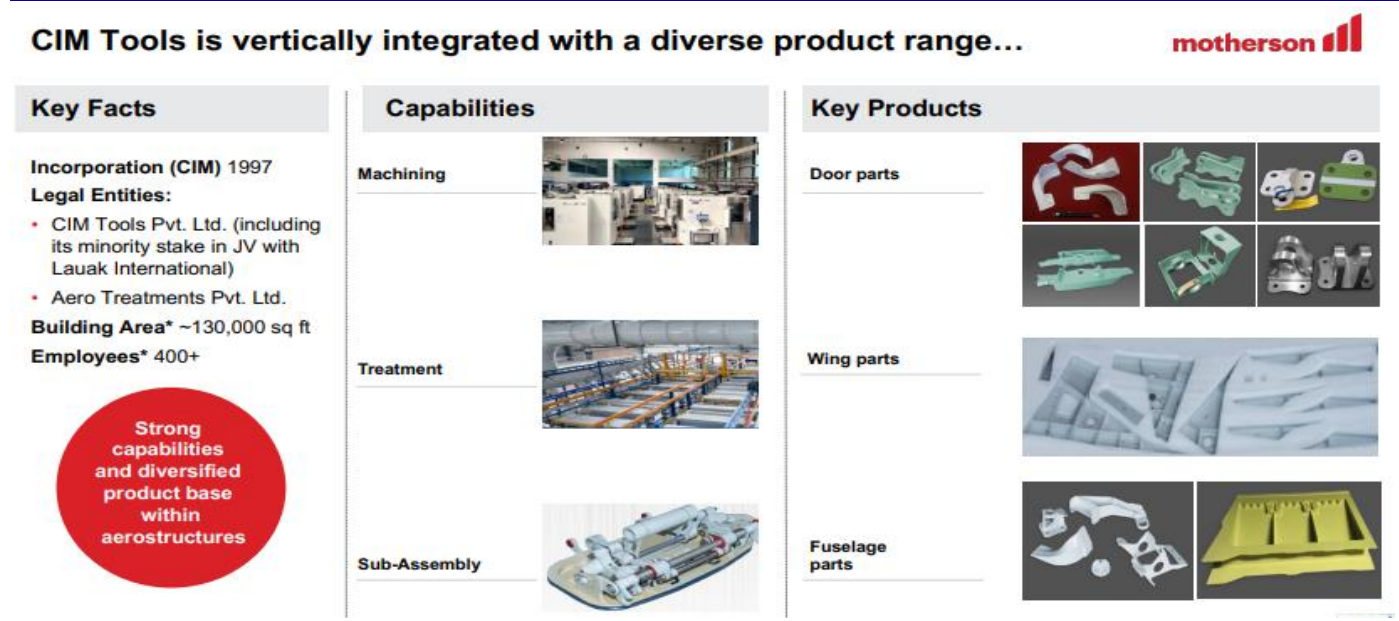 CIM Tools is vertically integrated with a diverse product range...
motherson
Key Facts
Incorporation (CIM) 1997
Legal Entities:
• CIM Tools Pvt. Ltd. (including
its minority stake in JV with
Lauak International)
• Aero Treatments Pvt. Ltd.
Building Area* ~130,000 sq ft
Employees* 400+
Strong
capabilities
and diversified
product base
within
aerostructures
Capabilities
Machining
Treatment
Sub-Assembly
Key Products
Door parts
Wing parts
Fuselage
parts